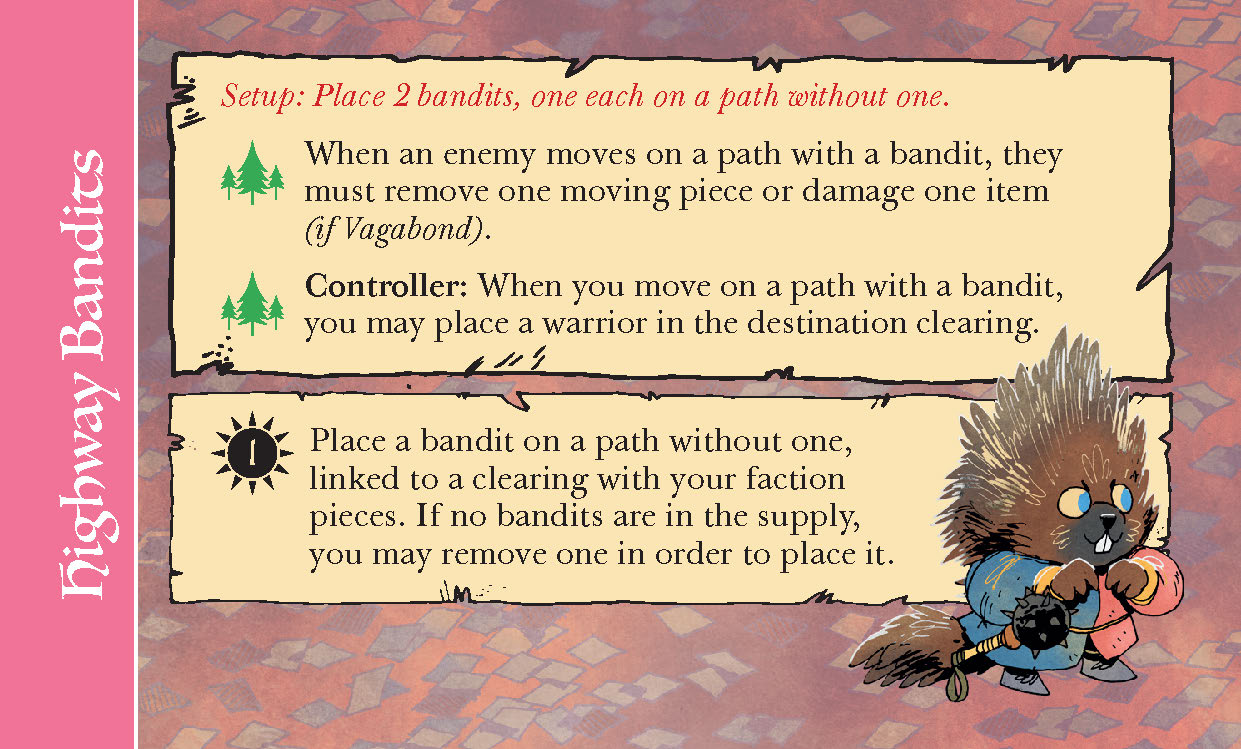 Highway Bandits
Setup: Place 2 bandits, one each on a path without one.
When an enemy moves on a path with a bandit, they
must remove one moving piece or damage one item
(if Vagabond).
Controller: When you move on a path with a bandit,
you may place a warrior in the destination clearing.
1
Place a bandit on a path without one,
linked to a clearing with your faction
pieces. If no bandits are in the supply,
you may remove one in order to place it.